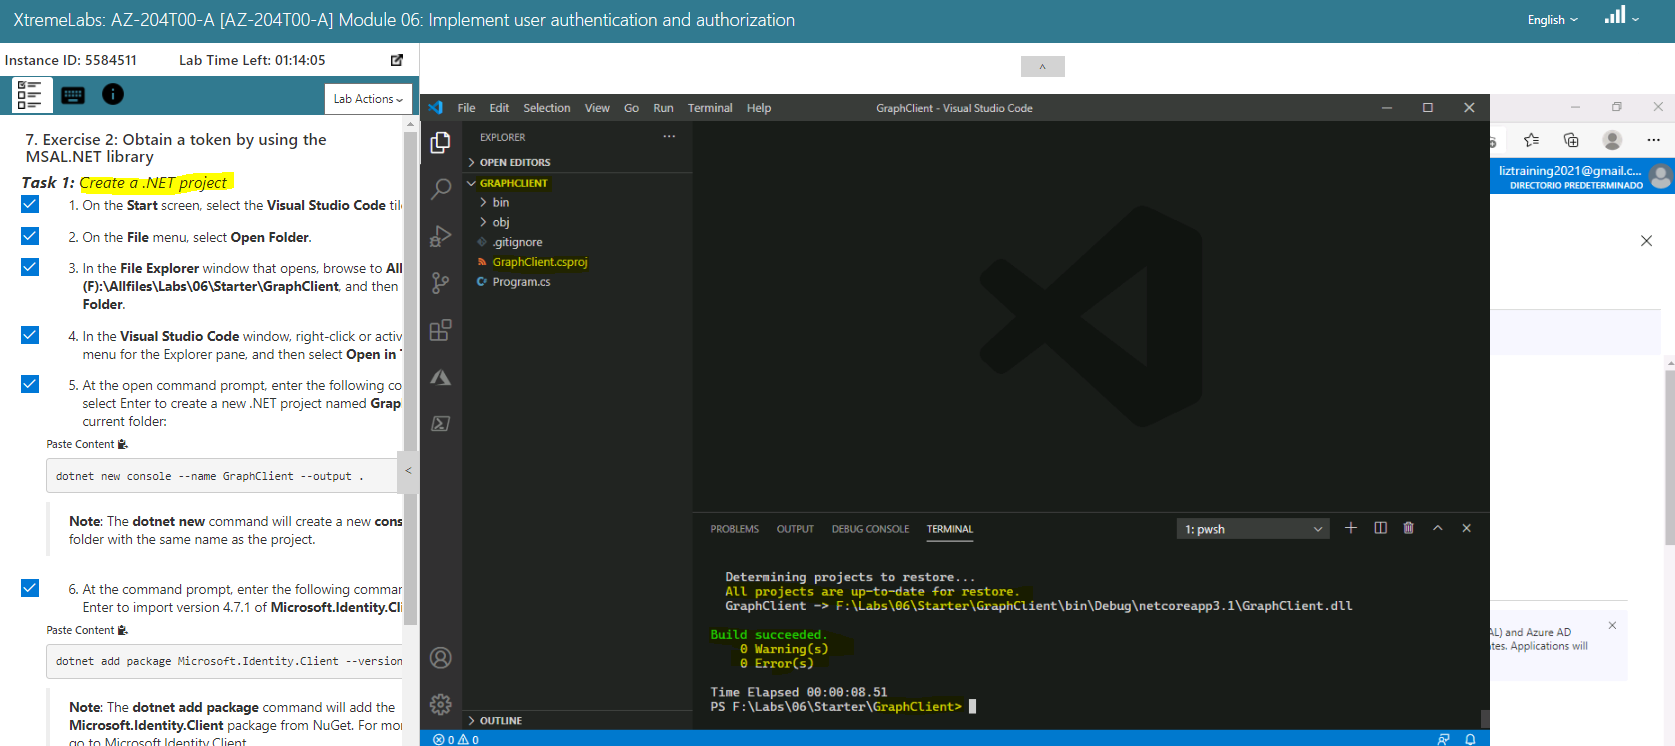 XtremeLabs: AZ-204T00-A [AZ-204T00-A] Module 06: Implement user authentication and authorization
English
Instance ID: 5584511
Lab Time Left: 01:14:05
Lab Actions
7. Exercise 2: Obtain a token by using the
MSAL.NET library
Task 1: Create a .NET project
1. On the Start screen, select the Visual Studio Code
2. On the File menu, select Open Folder.
3. In the File Explorer window that opens, browse to All
(F):\Allfiles\Labs\06\Starter\GraphClient, and then
Folder.
4. In the Visual Studio Code window, right-click or activ
menu for the Explorer pane, and then select Open in
5. At the open command prompt, enter the following co
select Enter to create a new .NET project named Grap
current folder:
Paste Content
dotnet new console --name GraphClient --output .
Note: The dotnet new command will create a new cons
folder with the same name as the project.
6. At the command prompt, enter the following commar
Enter to import version 4.7.1 of Microsoft.Identity.Cli
Paste Content
dotnet add package Microsoft.Identity.Client --version
Note: The dotnet add package command will add the
Microsoft.Identity.Client package from NuGet. For mor
go to Microsoft.Identity.Client
<
^
File Edit Selection View Go Run Terminal Help
GraphClient - Visual Studio Code
EXPLORER
OPEN EDITORS
GRAPHCLIENT
bin
obj
.gitignore
GraphClient.csproj
Program.cs
OUTLINE
PROBLEMS OUTPUT DEBUG CONSOLE TERMINAL
1: pwsh
Determining projects to restore...
All projects are up-to-date for restore.
GraphClient -> F:\Labs\06\Starter\GraphClient\bin\Debug\netcoreapp3.1\GraphClient.dll
Build succeeded.
0 Warning(s)
0 Error(s)
Time Elapsed 00:00:08.51
PS F:\Labs\06\Starter\GraphClient>
0 0
liztraining2021@gmail.c...
DIRECTORIO PREDETERMINADO
AL) and Azure AD
tes. Applications will